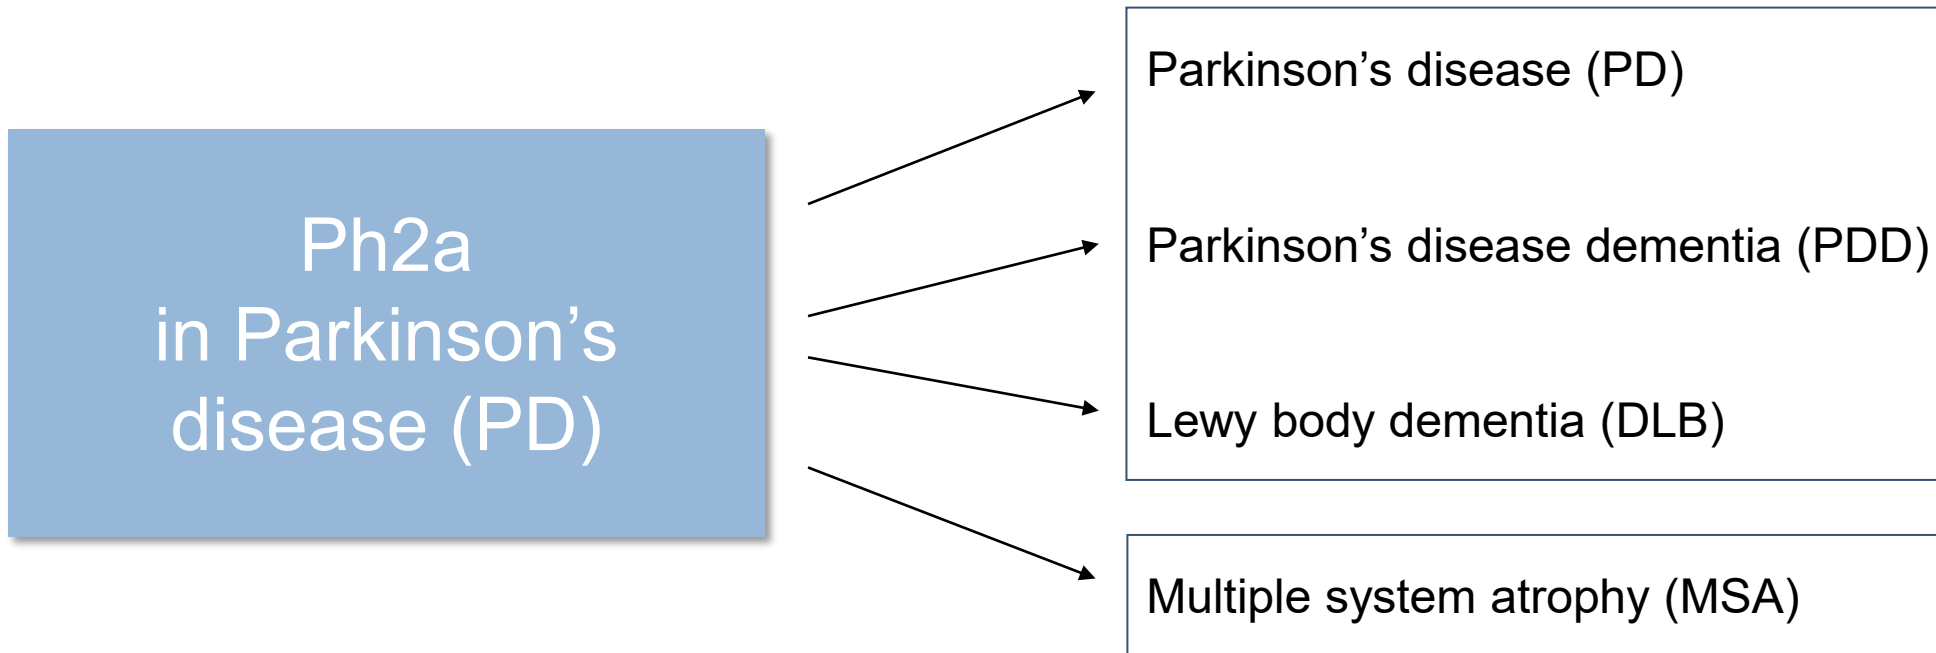 Ph2a
in Parkinson’s
disease (PD)
Parkinson’s disease (PD)
Parkinson’s disease dementia (PDD)
Lewy body dementia (DLB)
Multiple system atrophy (MSA)